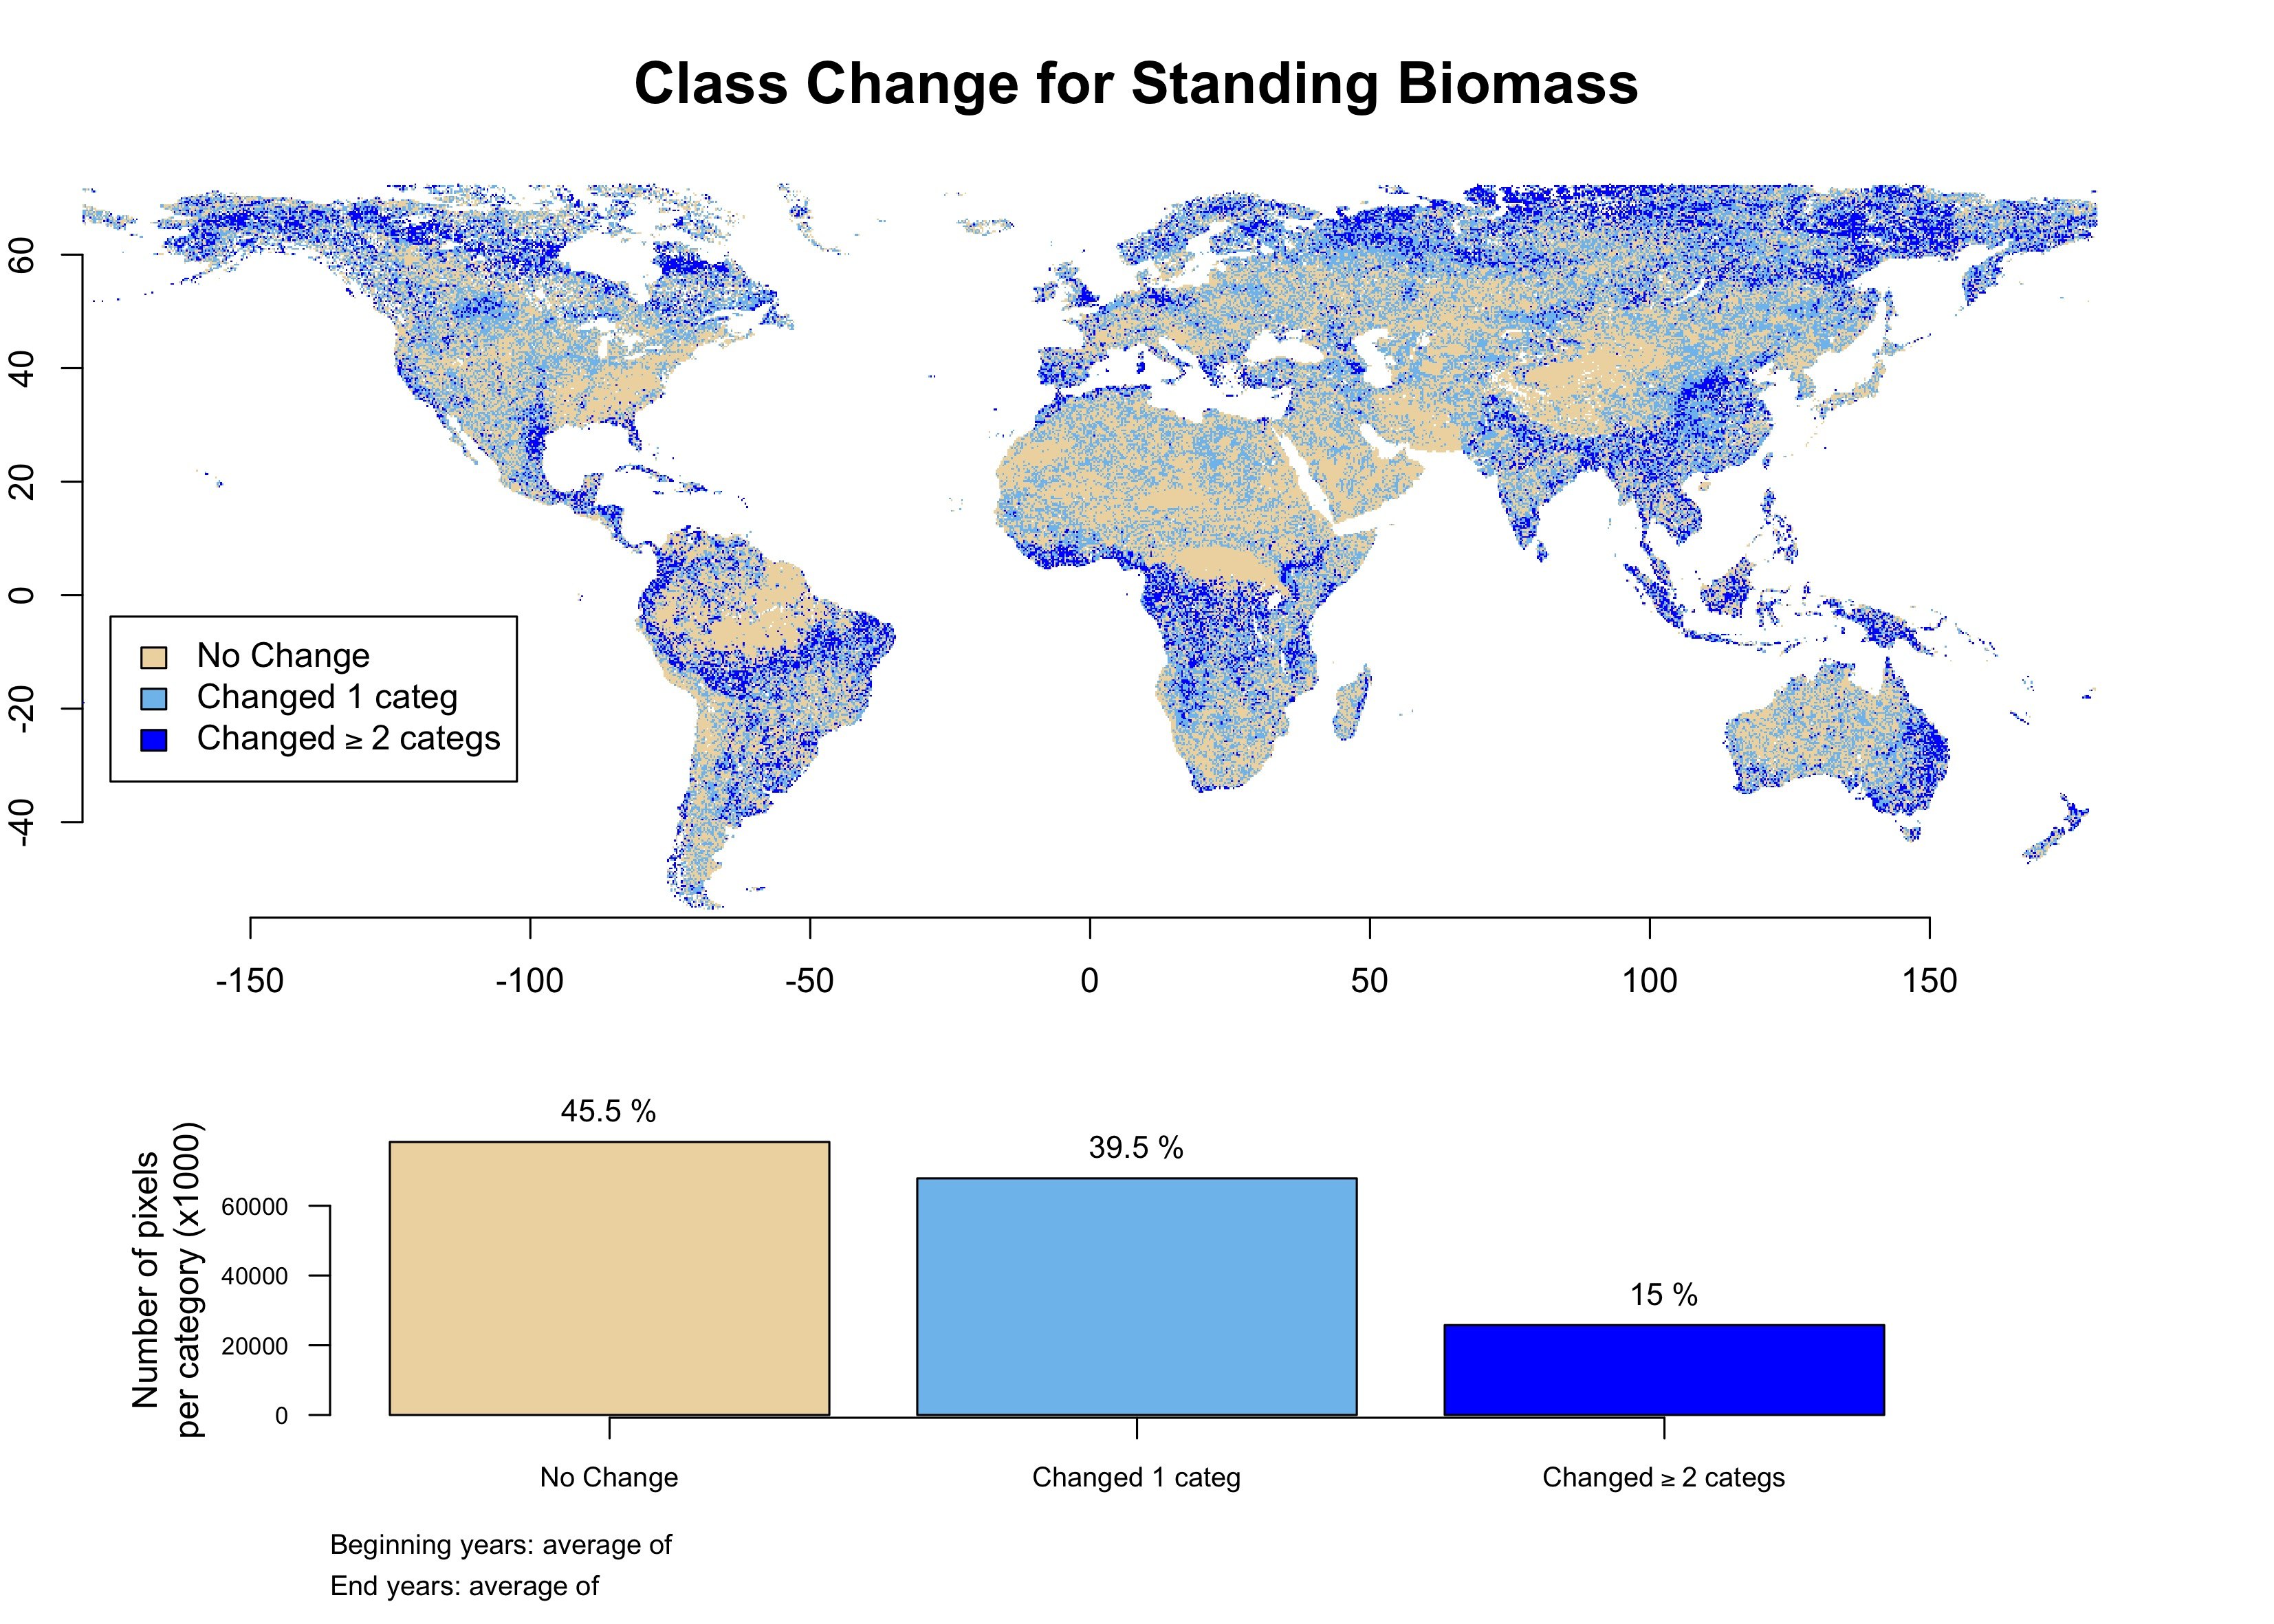 Class Change for Standing Biomass
60
40
20
0
-20
-40
No Change
Changed 1 categ
Changed ≥ 2 categs
-150
-100
-50
0
50
100
150
Number of pixels
per category (x1000)
60000
40000
20000
0
45.5 %
39.5 %
15 %
No Change
Changed 1 categ
Changed ≥ 2 categs
Beginning years: average of
End years: average of